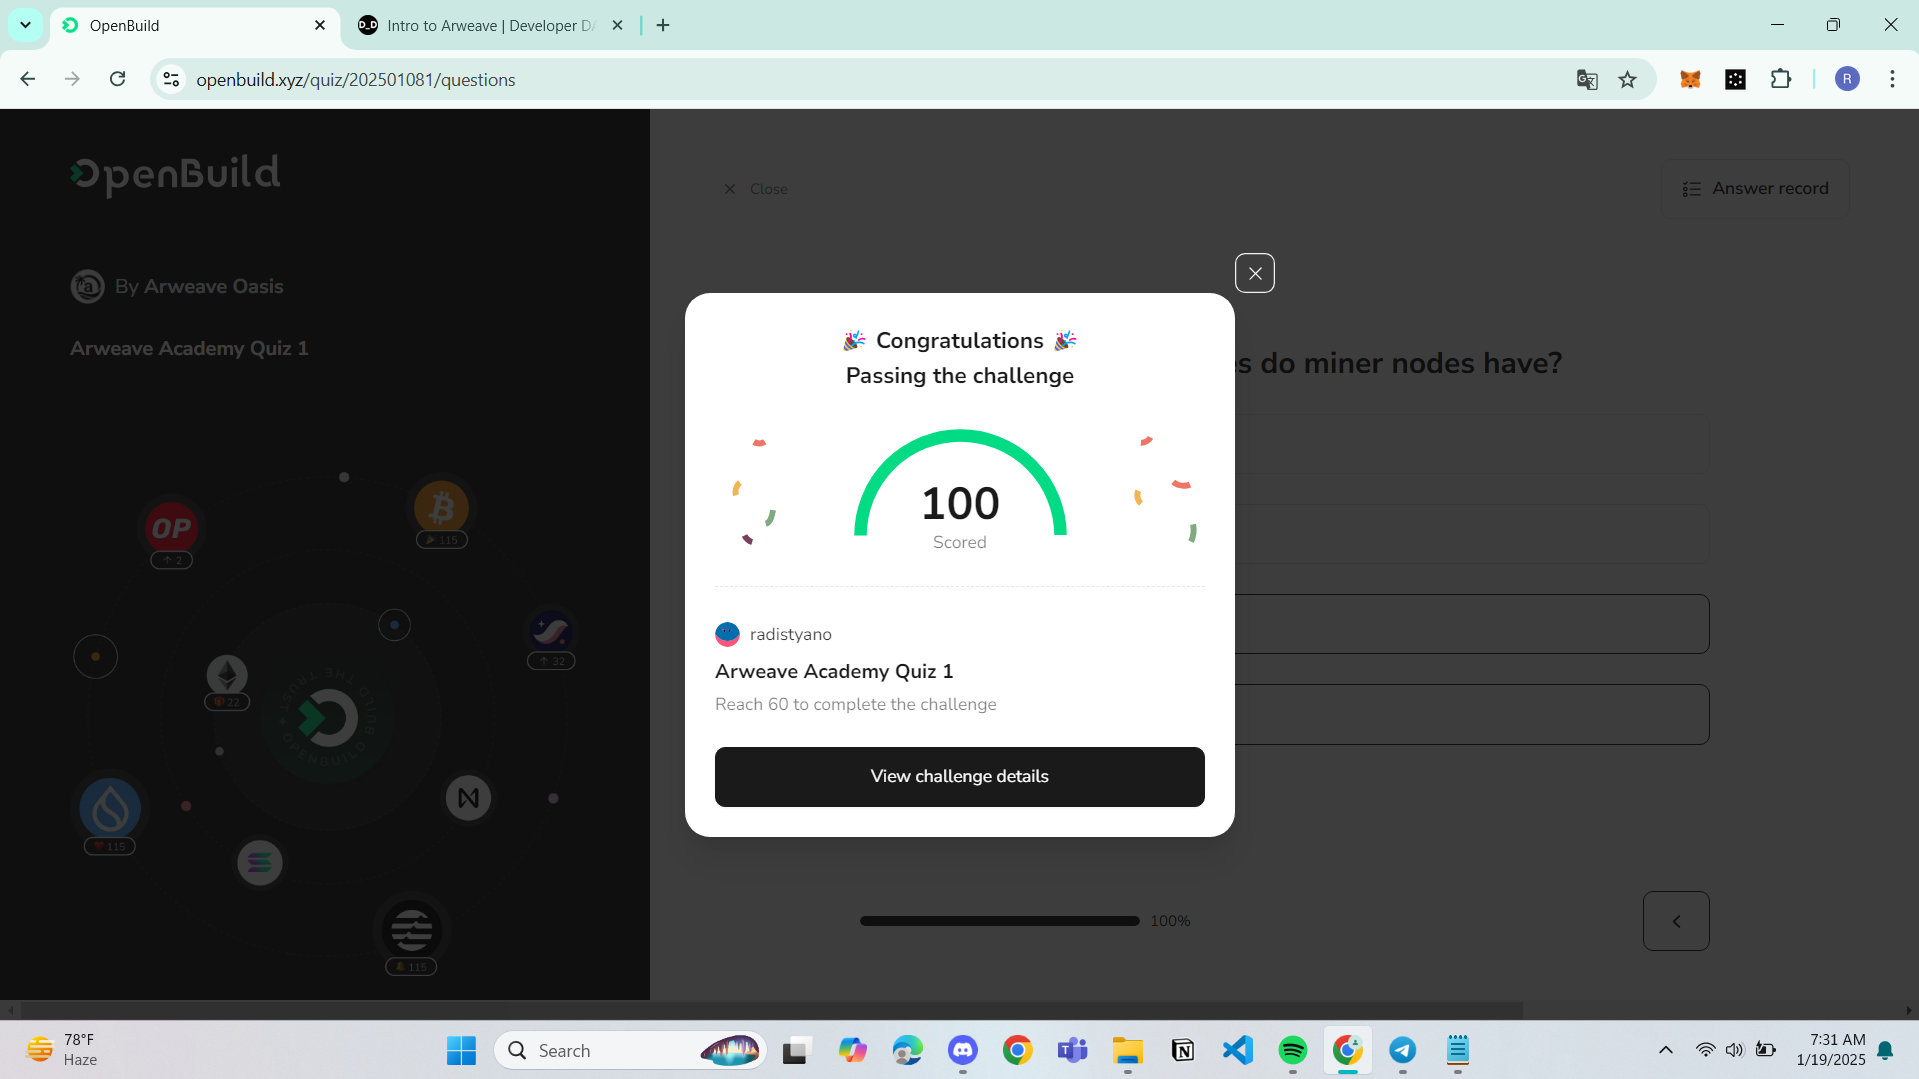 OpenBuild
Intro to Arweave | Developer DA
openbuild.xyz/quiz/202501081/questions
R
OpenBuild
By Arweave Oasis
Arweave Academy Quiz 1
Close
Answer record
es do miner nodes have?
Congratulations
Passing the challenge
100
Scored
radistyano
Arweave Academy Quiz 1
Reach 60 to complete the challenge
View challenge details
OP
2
115
32
22
115
115
100%
78°F
Haze
Search
7:31 AM
1/19/2025